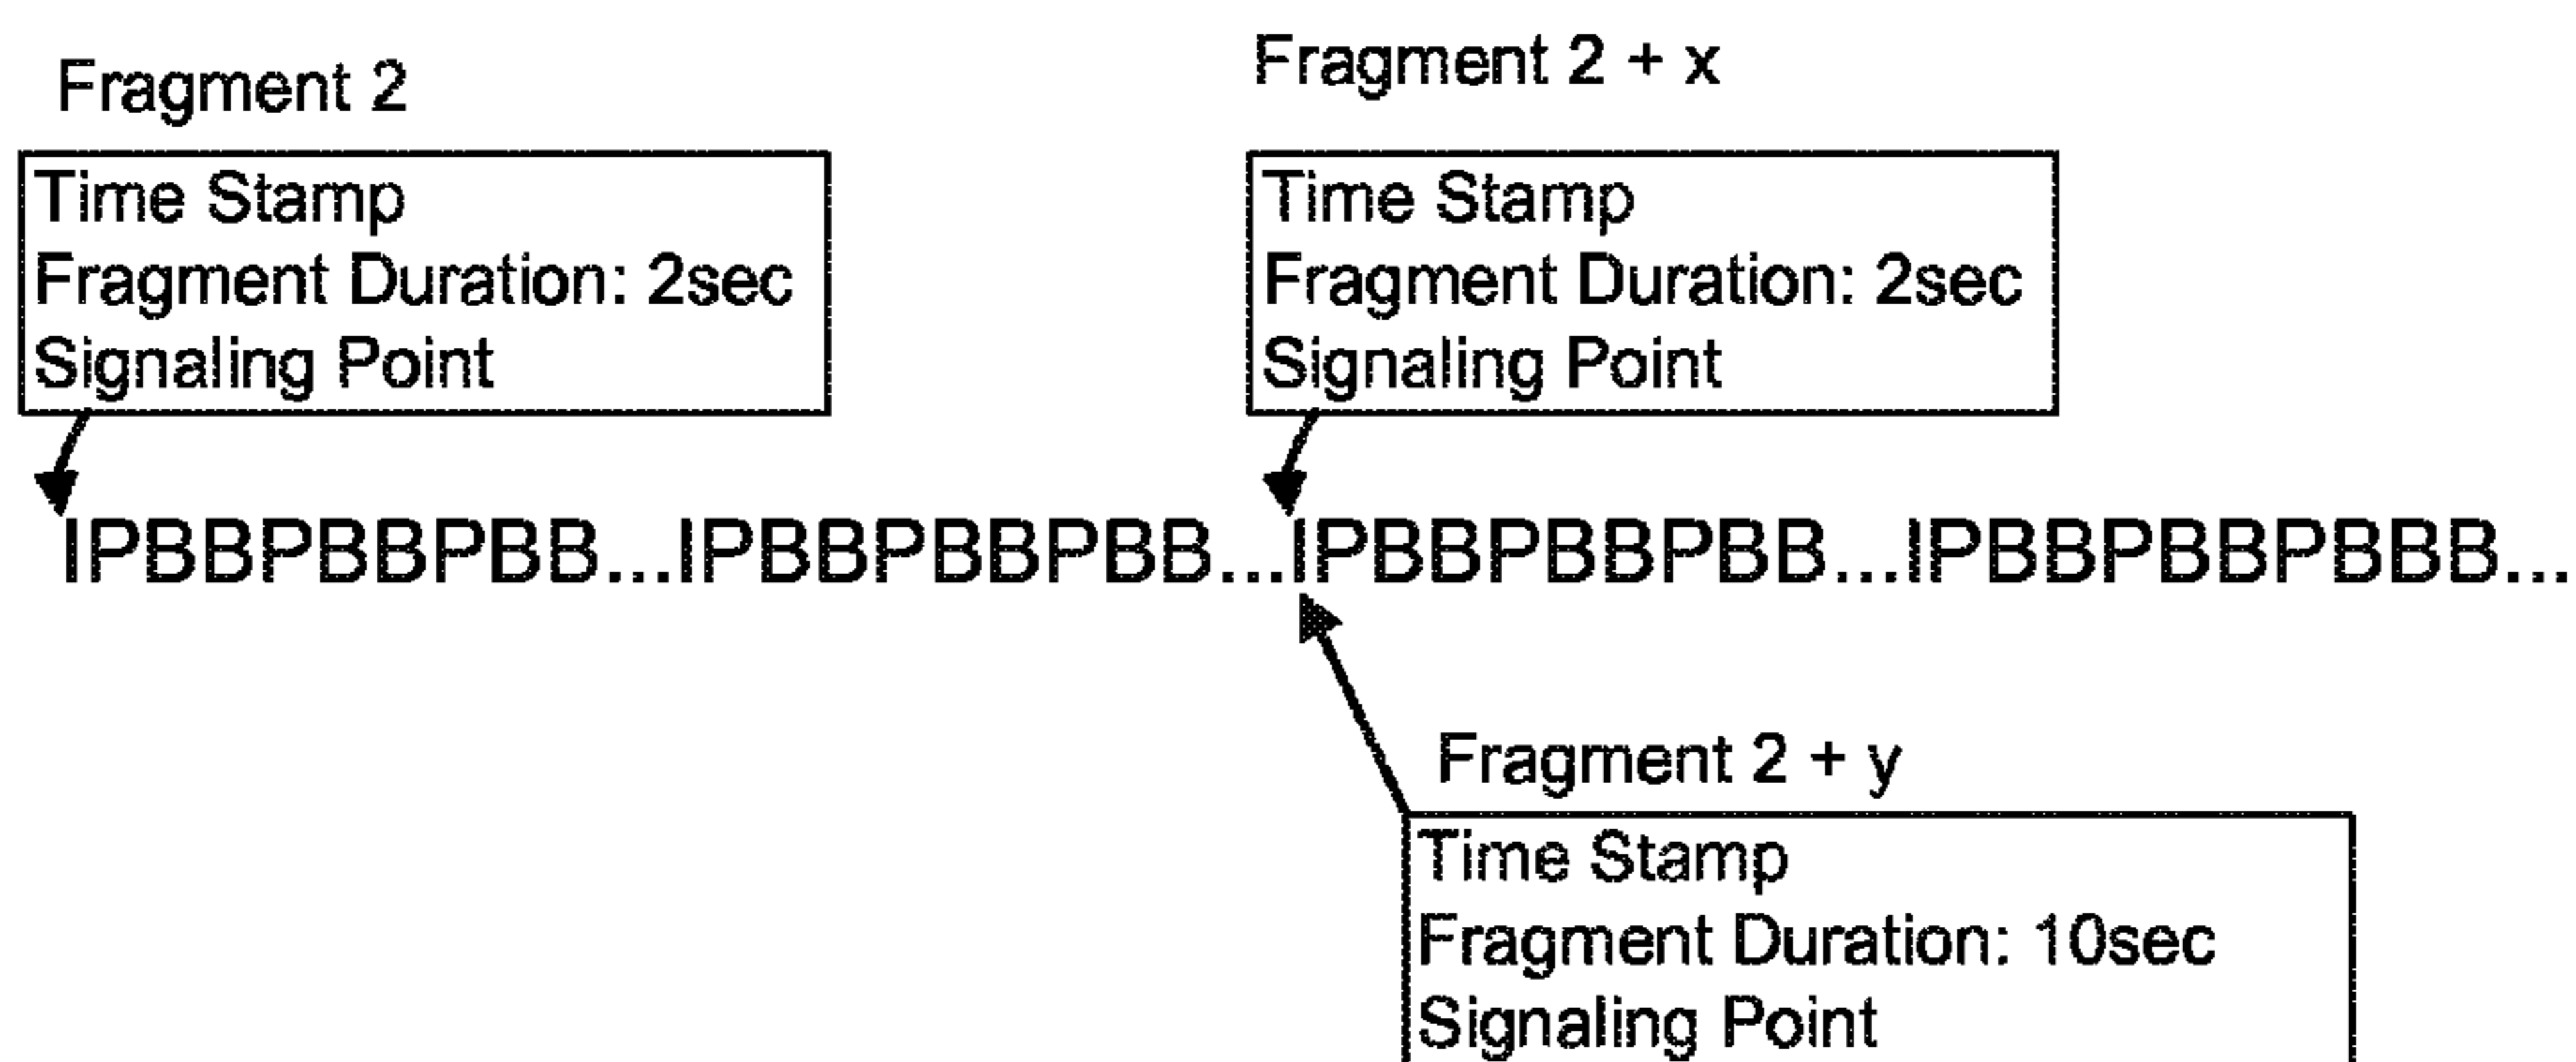 Fragment 2
Time Stamp
Fragment Duration: 2sec
Signaling Point
Fragment 2 + x
Time Stamp
Fragment Duration: 2sec
Signaling Point
IPBBPBBPBB...IPBBPBBPBB...IPBBPBBPBB...IPBBPBBPBBB...
Fragment 2 + y
Time Stamp
Fragment Duration: 10sec
Signaling Point